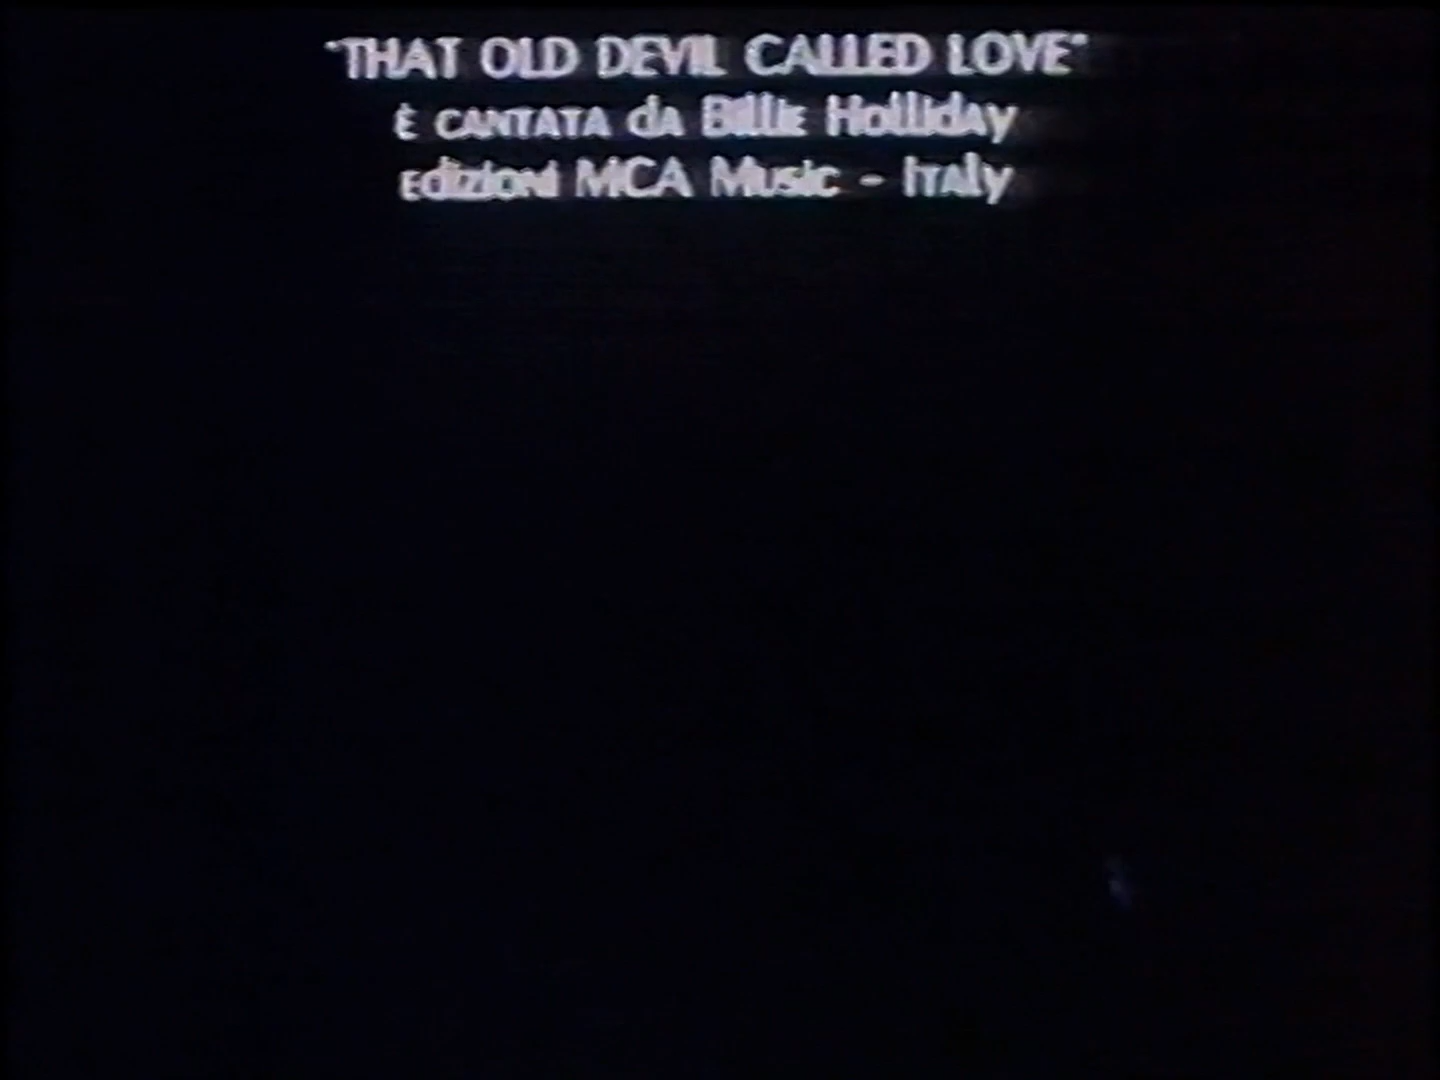 "THAT OLD DEVIL CALLED LOVE"
È CANTATA dA BilliE HollidAy
EdizioNi MCA Music - ITAly